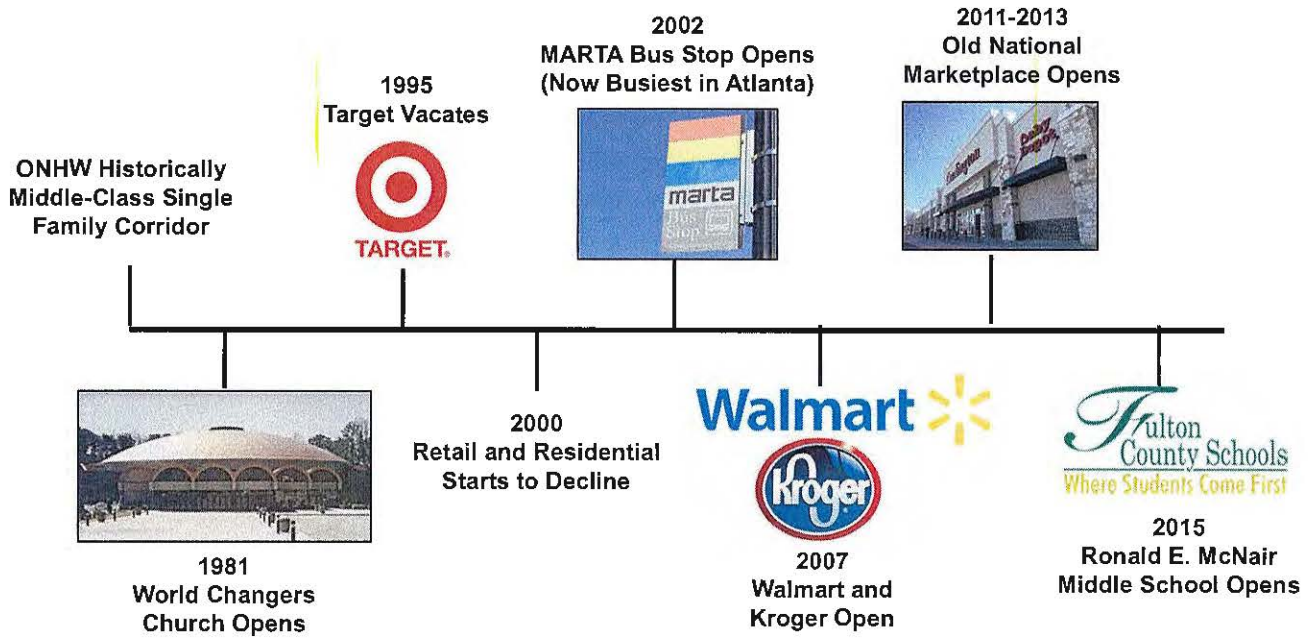 ONHW Historically
Middle-Class Single
Family Corridor
1981
World Changers
Church Opens
1995
Target Vacates
TARGET
2000
Retail and Residential
Starts to Decline
2002
MARTA Bus Stop Opens
(Now Busiest in Atlanta)
marta
Bus
Stop
Walmart
Kroger
2007
Walmart and
Kroger Open
2011-2013
Old National
Marketplace Opens
Burlington
Baby
Depot
Fulton
County Schools
Where Students Come First
2015
Ronald E. McNair
Middle School Opens